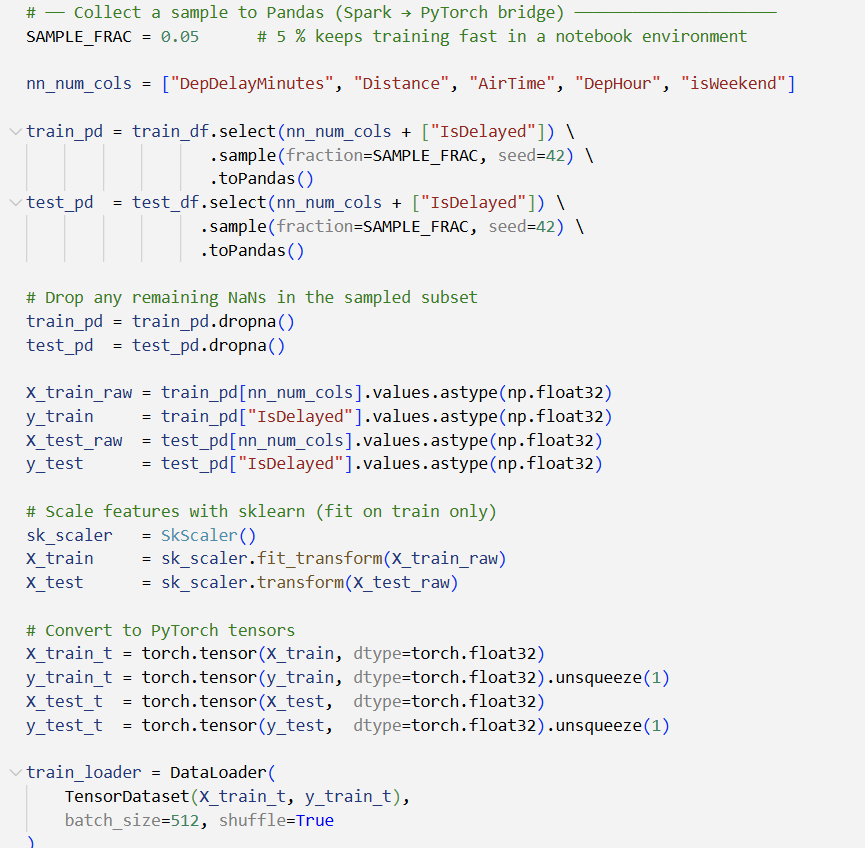 # —— Collect a sample to Pandas (Spark → PyTorch bridge) ——————————————————————
SAMPLE_FRAC = 0.05      # 5 % keeps training fast in a notebook environment
nn_num_cols = ["DepDelayMinutes", "Distance", "AirTime", "DepHour", "isWeekend"]
train_pd = train_df.select(nn_num_cols + ["IsDelayed"]) \
                   .sample(fraction=SAMPLE_FRAC, seed=42) \
                   .toPandas()
test_pd  = test_df.select(nn_num_cols + ["IsDelayed"]) \
                  .sample(fraction=SAMPLE_FRAC, seed=42) \
                  .toPandas()
# Drop any remaining NaNs in the sampled subset
train_pd = train_pd.dropna()
test_pd  = test_pd.dropna()
X_train_raw = train_pd[nn_num_cols].values.astype(np.float32)
y_train     = train_pd["IsDelayed"].values.astype(np.float32)
X_test_raw  = test_pd[nn_num_cols].values.astype(np.float32)
y_test      = test_pd["IsDelayed"].values.astype(np.float32)
# Scale features with sklearn (fit on train only)
sk_scaler   = SkScaler()
X_train     = sk_scaler.fit_transform(X_train_raw)
X_test      = sk_scaler.transform(X_test_raw)
# Convert to PyTorch tensors
X_train_t = torch.tensor(X_train, dtype=torch.float32)
y_train_t = torch.tensor(y_train, dtype=torch.float32).unsqueeze(1)
X_test_t  = torch.tensor(X_test,  dtype=torch.float32)
y_test_t  = torch.tensor(y_test,  dtype=torch.float32).unsqueeze(1)
train_loader = DataLoader(
    TensorDataset(X_train_t, y_train_t),
    batch_size=512, shuffle=True
)